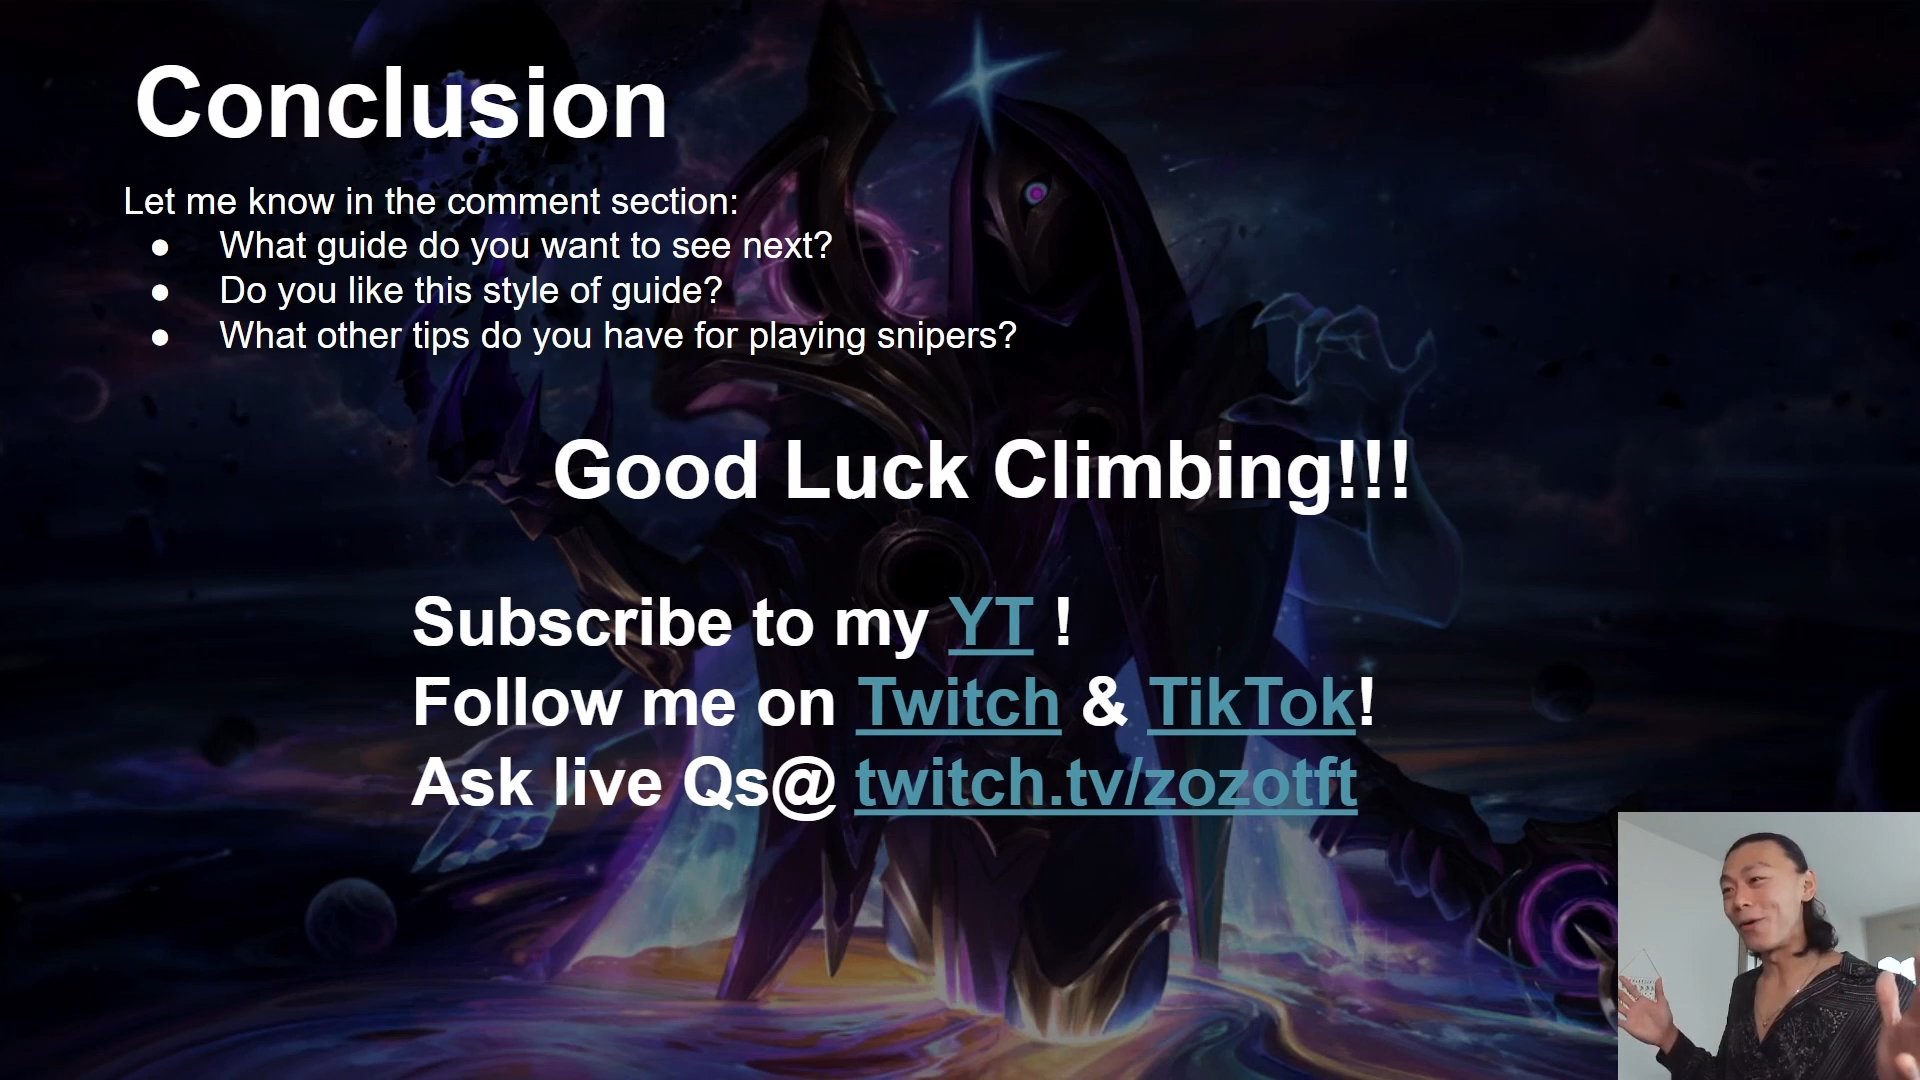 Conclusion
Let me know in the comment section:
● What guide do you want to see next?
● Do you like this style of guide?
● What other tips do you have for playing snipers?
Good Luck Climbing!!!
Subscribe to my YT !
Follow me on Twitch & TikTok!
Ask live Qs@ twitch.tv/zozotft